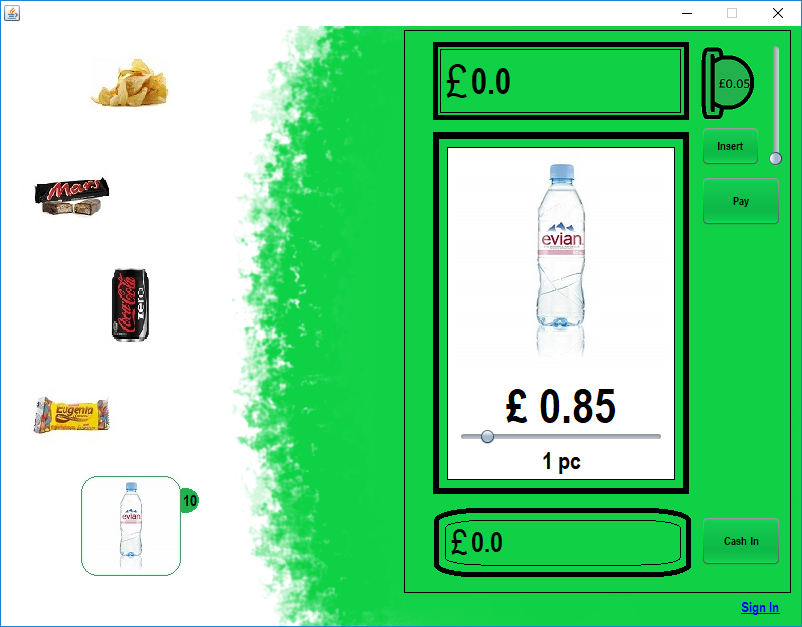 £0.0
£0.05
Insert
Mars
Pay
evian
Coca-Cola
zero
£ 0.85
Eugenia
1 pc
10
evian
£0.0
Cash In
Sign In